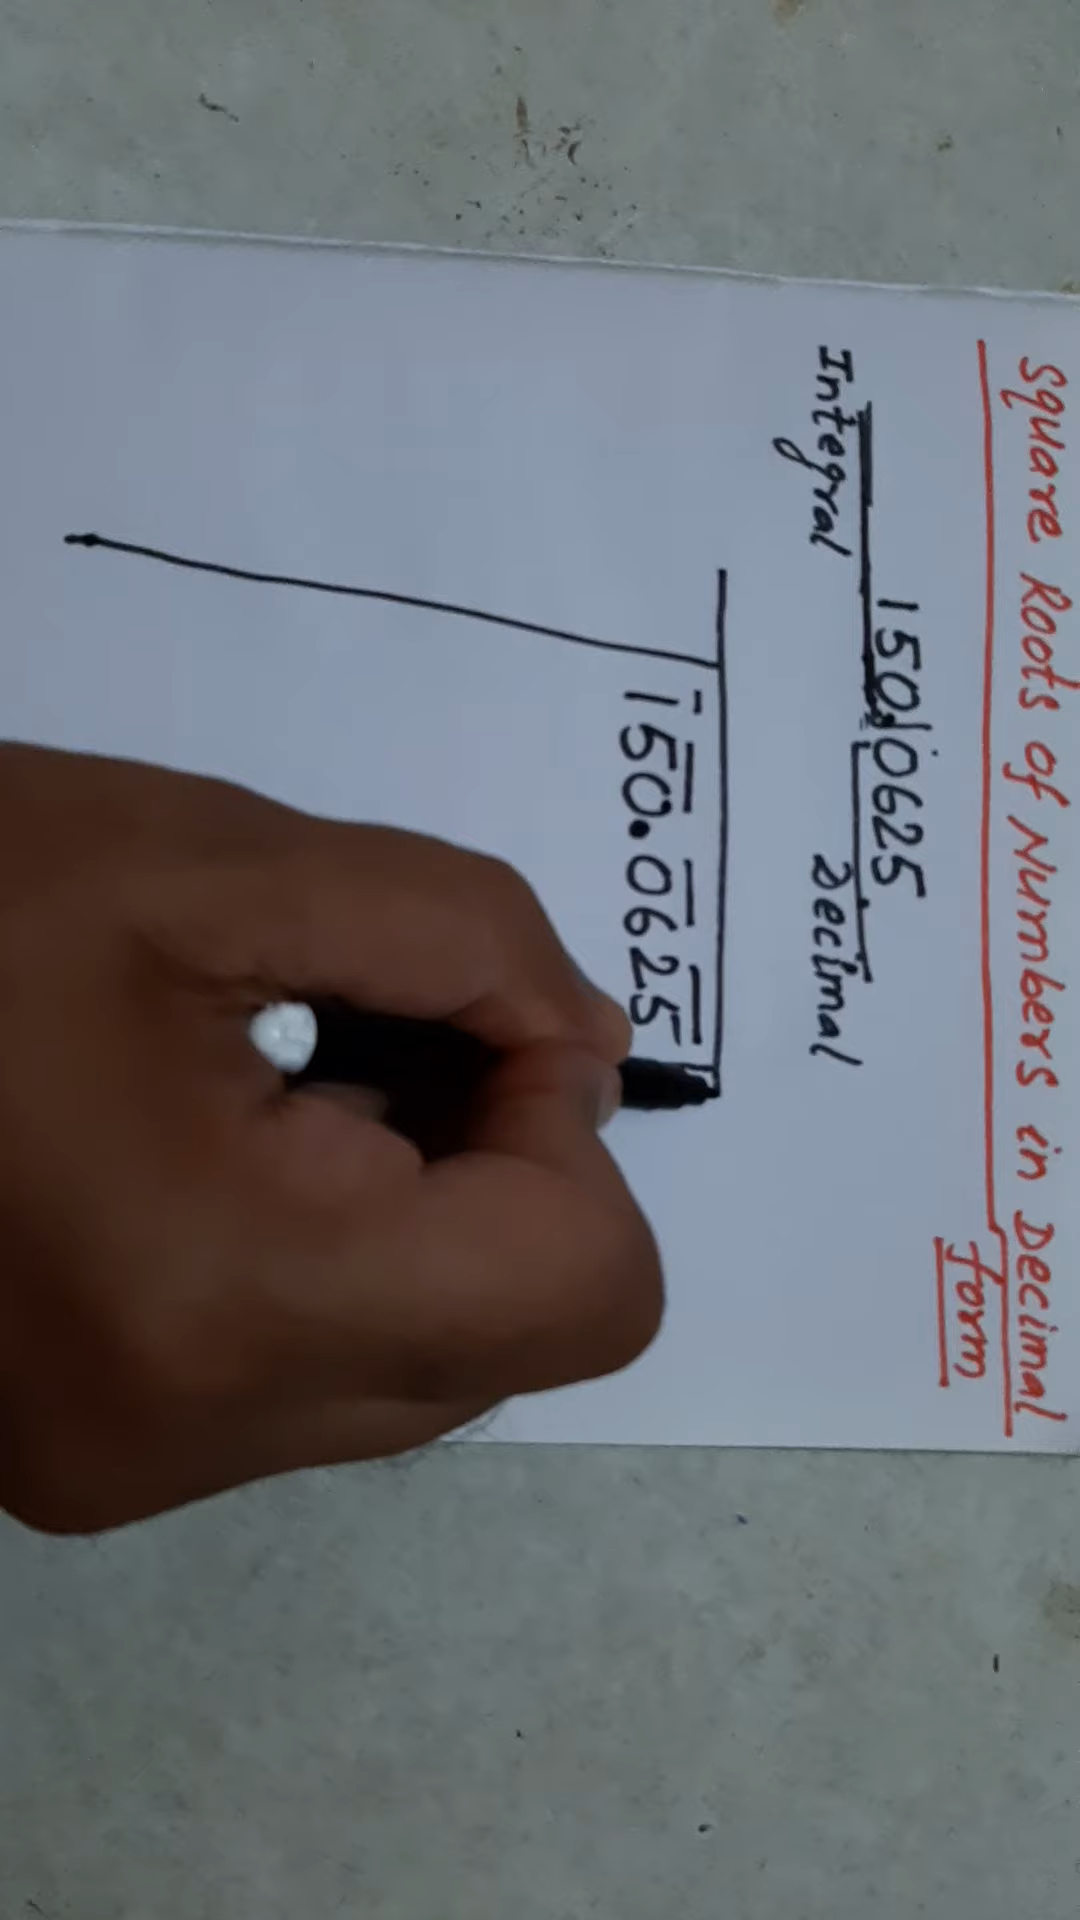 Square Roots of Numbers in Decimal
form
150.0625
Integral Decimal
150.0625